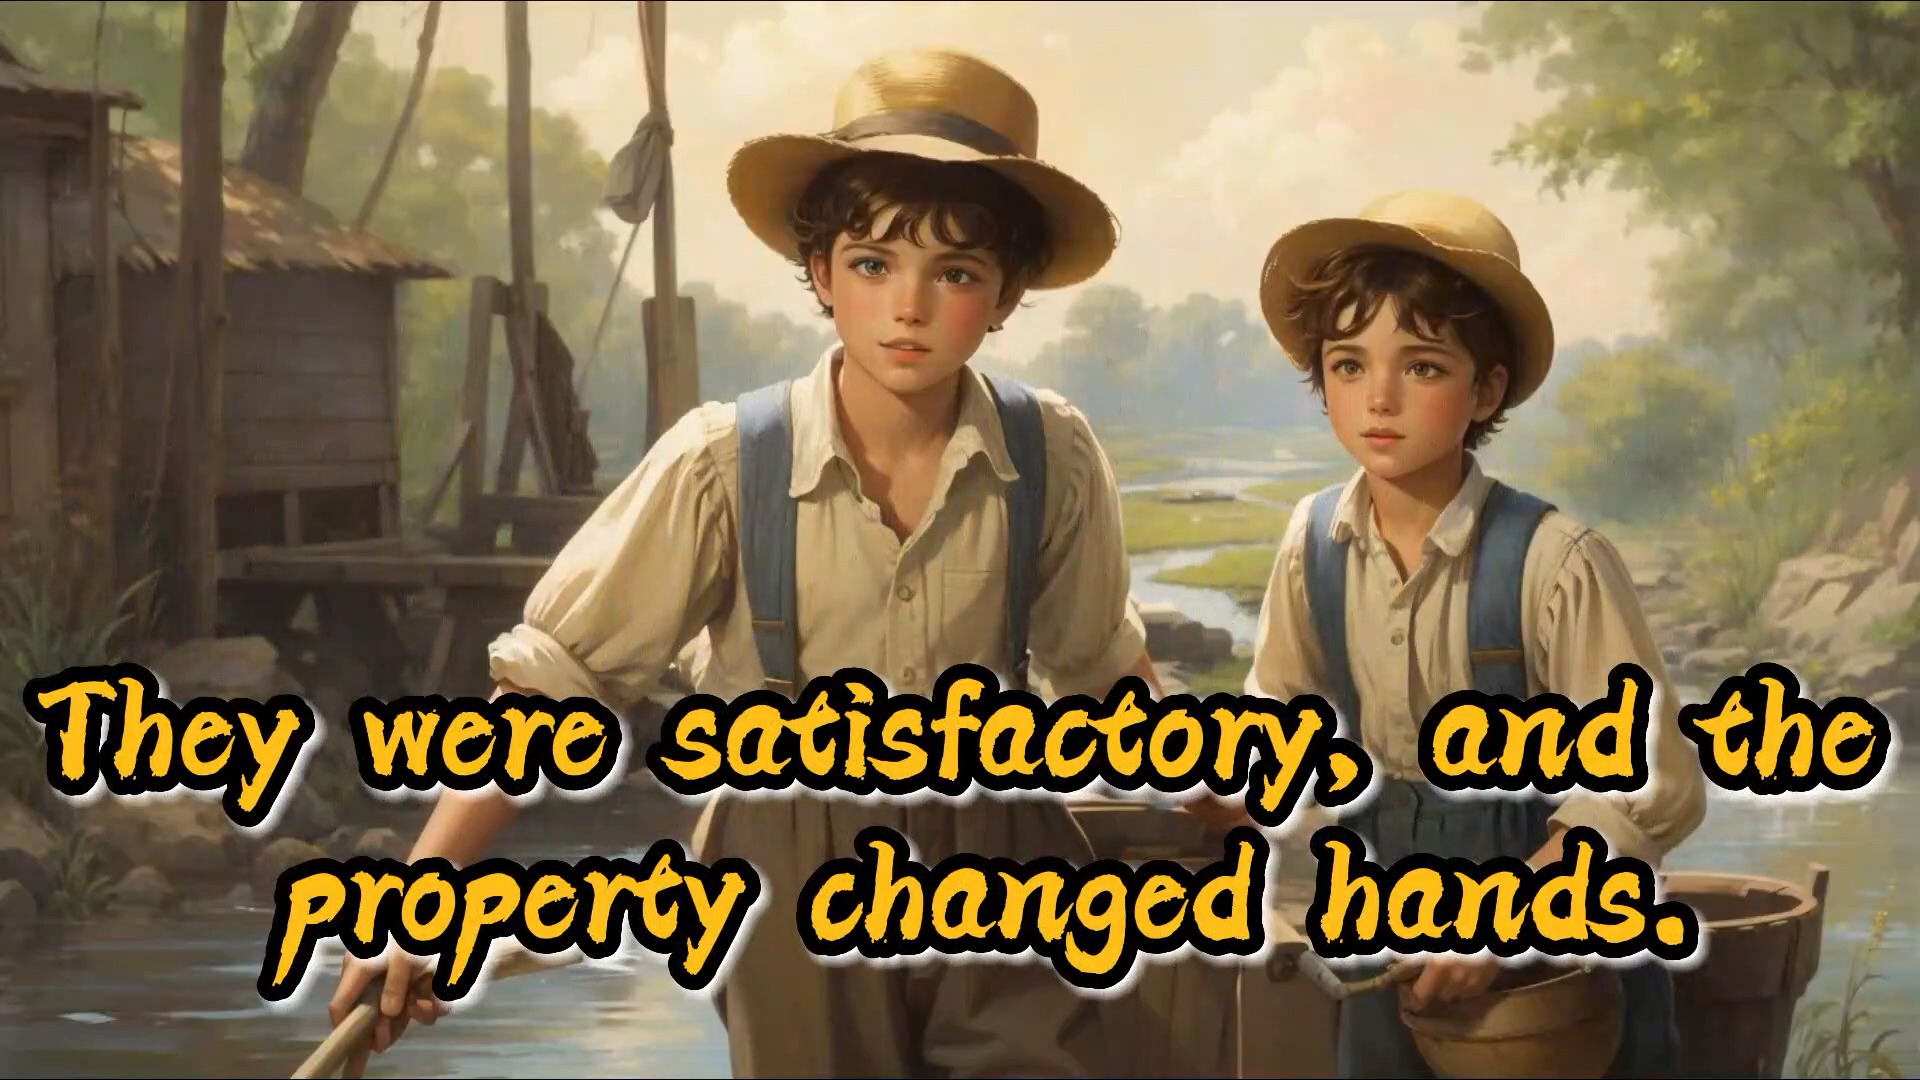 They were satisfactory, and the
property changed hands.